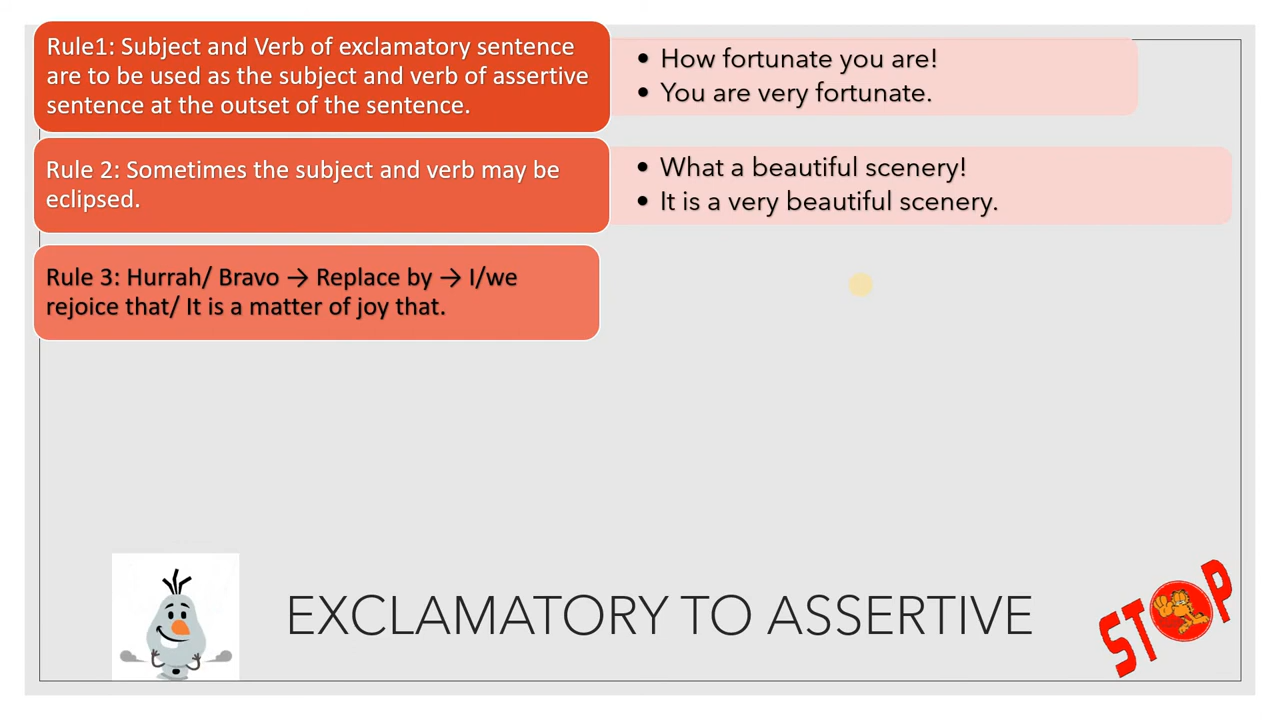 Rule1: Subject and Verb of exclamatory sentence
are to be used as the subject and verb of assertive
sentence at the outset of the sentence.
• How fortunate you are!
• You are very fortunate.
Rule 2: Sometimes the subject and verb may be
eclipsed.
• What a beautiful scenery!
• It is a very beautiful scenery.
Rule 3: Hurrah/ Bravo → Replace by → I/we
rejoice that/ It is a matter of joy that.
EXCLAMATORY TO ASSERTIVE
STOP